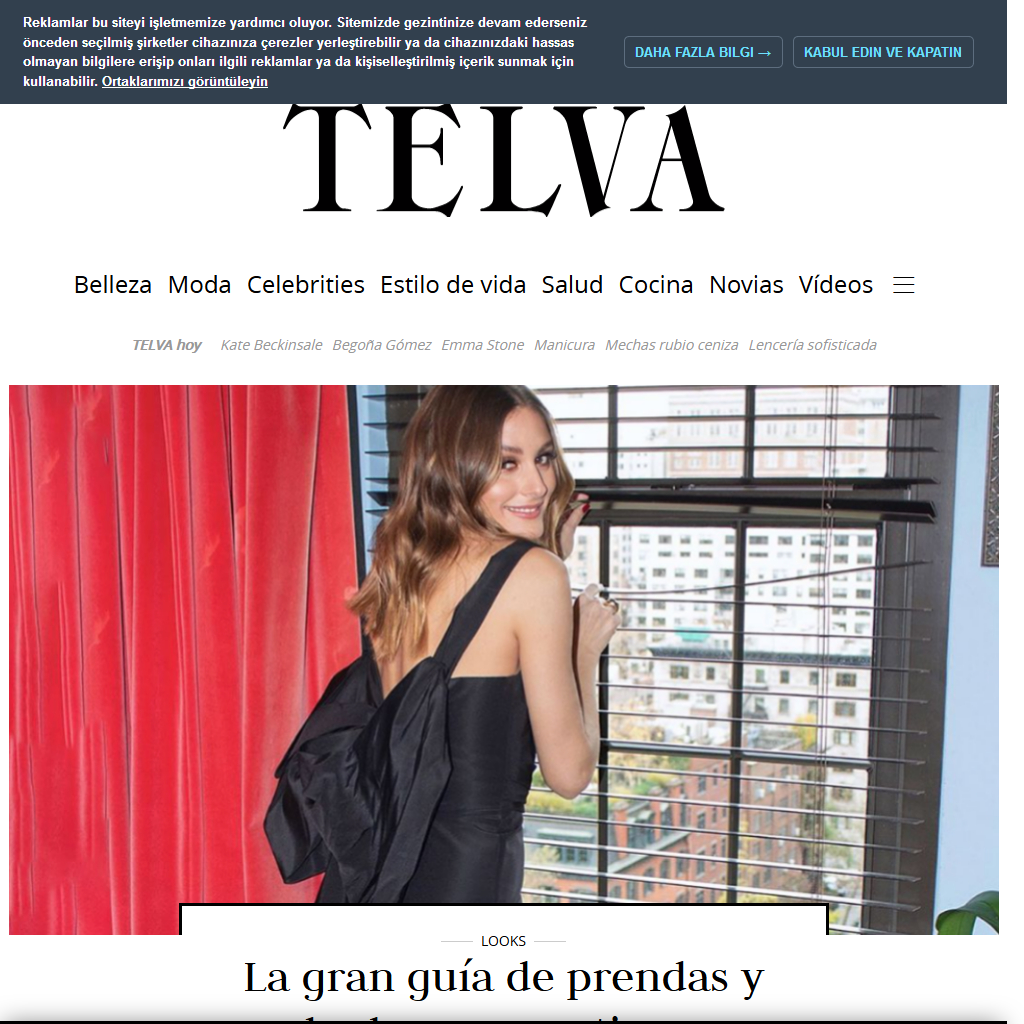 Reklamlar bu siteyi işletmemize yardımcı oluyor. Sitemizde gezintinize devam ederseniz
önceden seçilmiş şirketler cihazınıza çerezler yerleştirebilir ya da cihazınızdaki hassas
olmayan bilgilere erişip onları ilgili reklamlar ya da kişiselleştirilmiş içerik sunmak için
kullanabilir. Ortaklarımızı görüntüleyin
DAHA FAZLA BILGI →
KABUL EDIN VE KAPATIN
TELVA
Belleza Moda Celebrities Estilo de vida Salud Cocina Novias Vídeos
TELVA hoy Kate Beckinsale Begoña Gómez Emma Stone Manicura Mechas rubio ceniza Lencería sofisticada
LOOKS
La gran guía de prendas y